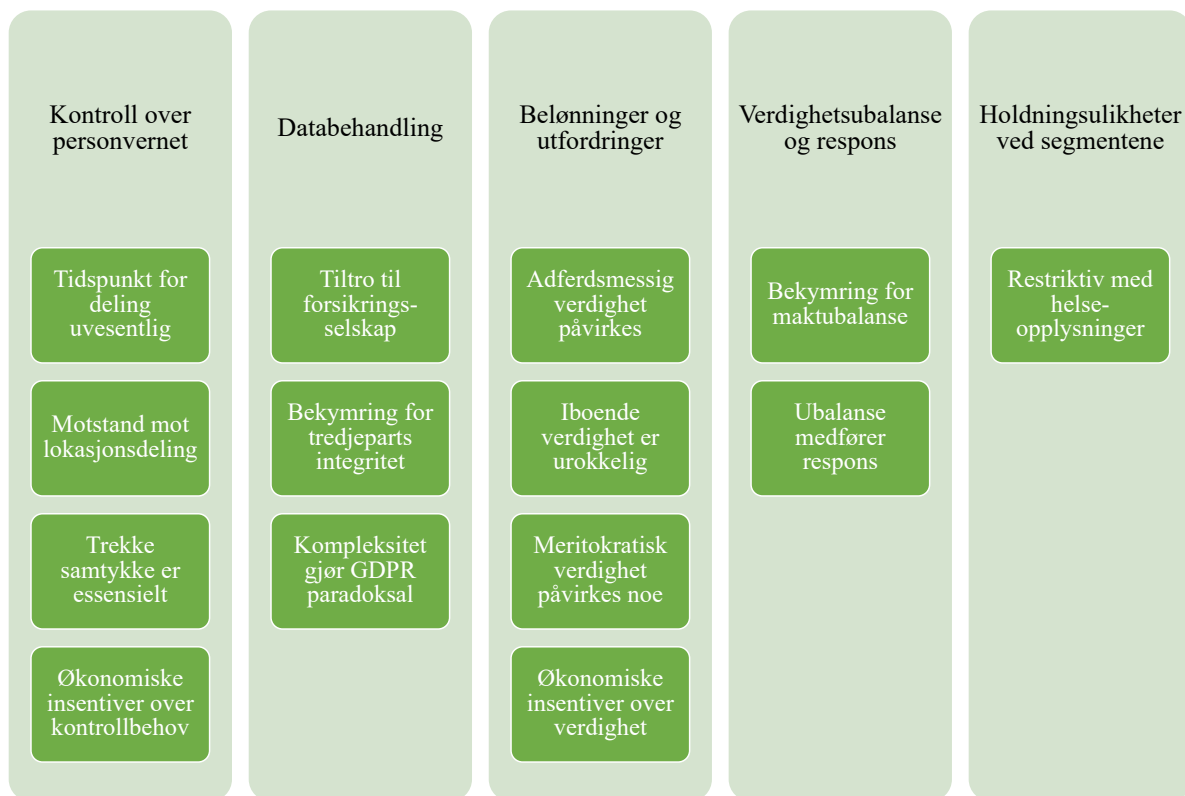 Kontroll over
personvernet
Tidspunkt for
deling
uvesentlig
Motstand mot
lokasjonsdeling
Trekke
samtykke er
essensielt
Økonomiske
insentiver over
kontrollbehov
Databehandling
Tiltro til
forsikrings-
selskap
Bekymring for
tredjeparts
integritet
Kompleksitet
gjør GDPR
paradoksal
Belønninger og
utfordringer
Adferdsmessig
verdighet
påvirkes
Iboende
verdighet er
urokkelig
Meritokratisk
verdighet
påvirkes noe
Økonomiske
insentiver over
verdighet
Verdighetsubalanse
og respons
Bekymring for
maktubalanse
Ubalanse
medfører
respons
Holdningsulikheter
ved segmentene
Restriktiv med
helse-
opplysninger